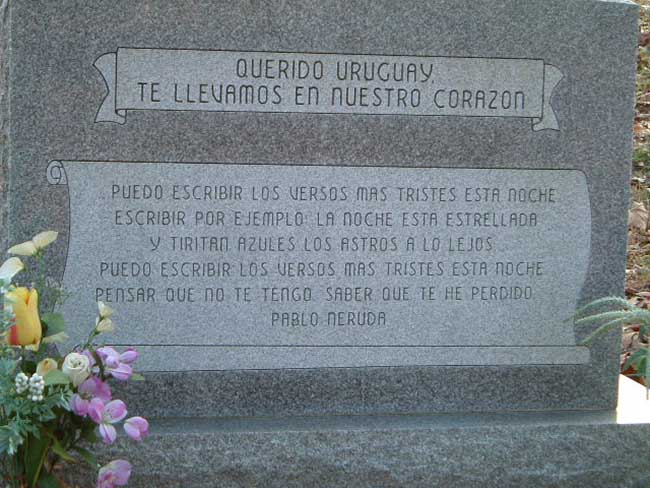 QUERIDO URUGUAY,
TE LLEVAMOS EN NUESTRO CORAZON
. PUEDO ESCRIBIR LOS VERSOS MAS TRISTES ESTA NOCHE
ESCRIBIR POR EJEMPLO: LA NOCHE ESTA ESTRELLADA
Y TIRITAN AZULES LOS ASTROS A LO LEJOS
PUEDO ESCRIBIR LOS VERSOS MAS TRISTES ESTA NOCHE
PENSAR QUE NO TE TENGO. SABER QUE TE HE PERDIDO.
PABLO NERUDA